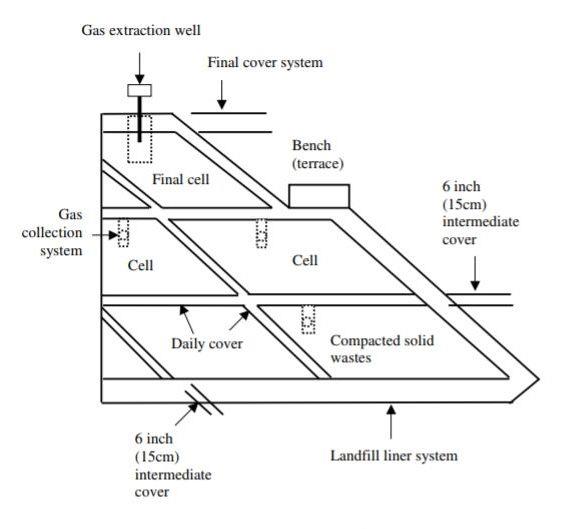 Gas extraction well
Final cover system
Bench
(terrace)
Final cell
6 inch
(15cm)
intermediate
cover
Gas
collection
system
Cell
Cell
Daily cover
Compacted solid
wastes
6 inch
(15cm)
intermediate
cover
Landfill liner system